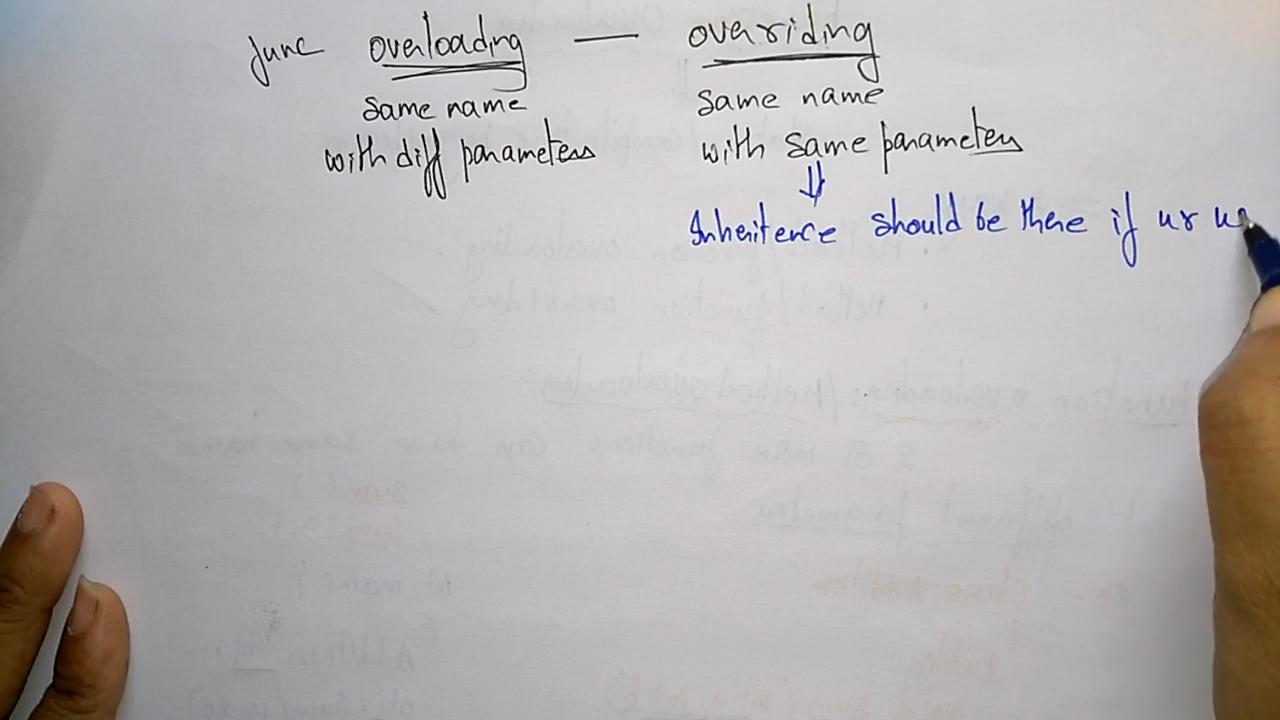 func overloading — overriding
same name
with diff parameters
same name
with same parameters
Inheritence should be there if ur u